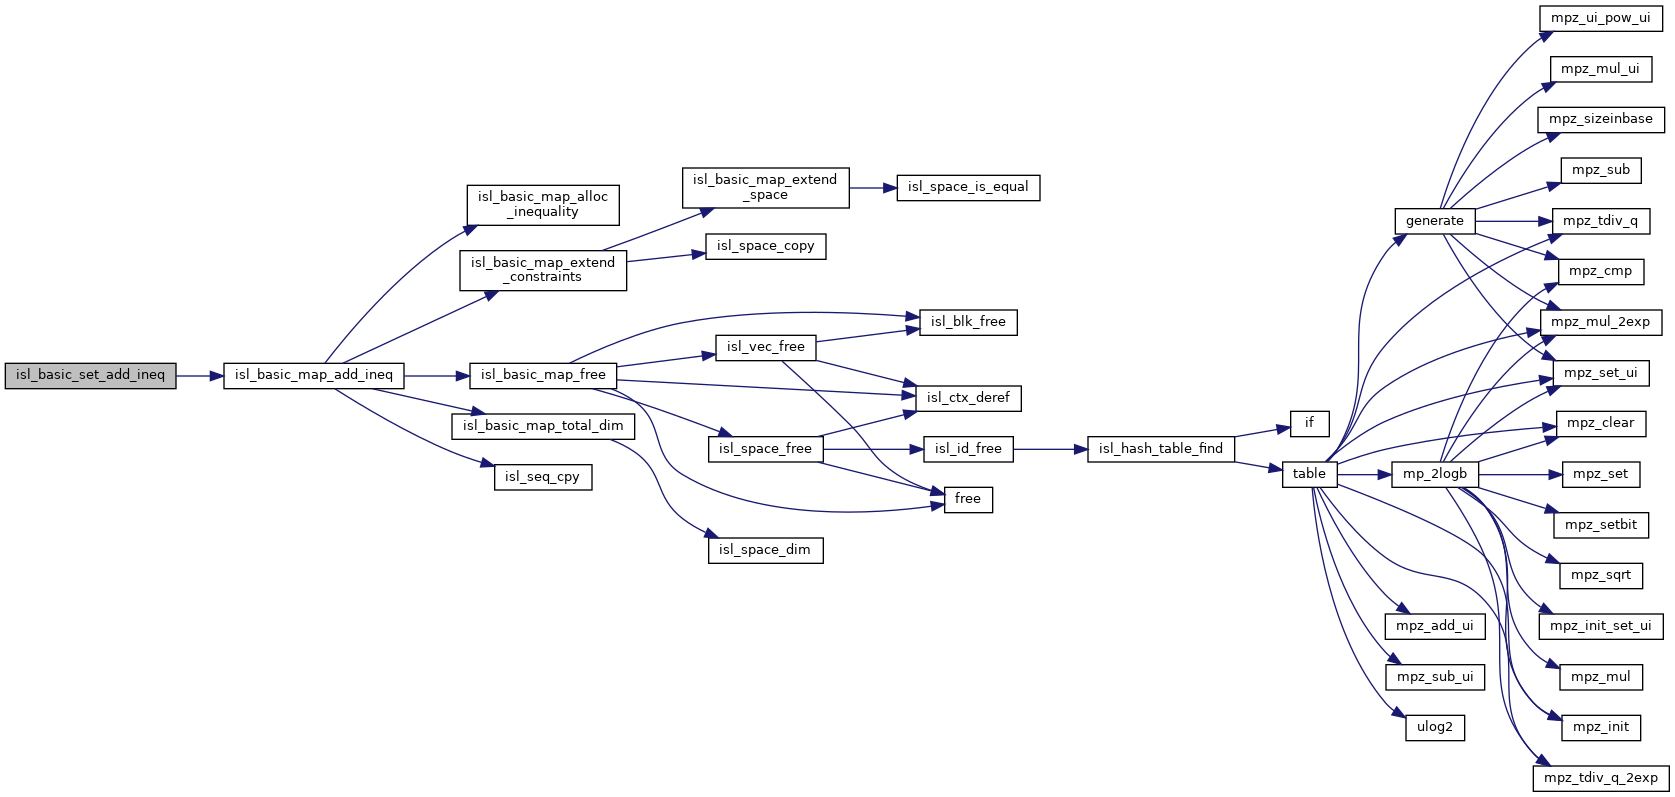 isl_basic_set_add_ineq
isl_basic_map_add_ineq
isl_basic_map_alloc
_inequality
isl_basic_map_extend
_constraints
isl_basic_map_free
isl_basic_map_total_dim
isl_seq_cpy
isl_basic_map_extend
_space
isl_space_copy
isl_vec_free
isl_space_free
isl_space_dim
isl_space_is_equal
isl_blk_free
isl_ctx_deref
isl_id_free
free
isl_hash_table_find
if
table
generate
mp_2logb
mpz_add_ui
mpz_sub_ui
ulog2
mpz_ui_pow_ui
mpz_mul_ui
mpz_sizeinbase
mpz_sub
mpz_tdiv_q
mpz_cmp
mpz_mul_2exp
mpz_set_ui
mpz_clear
mpz_set
mpz_setbit
mpz_sqrt
mpz_init_set_ui
mpz_mul
mpz_init
mpz_tdiv_q_2exp